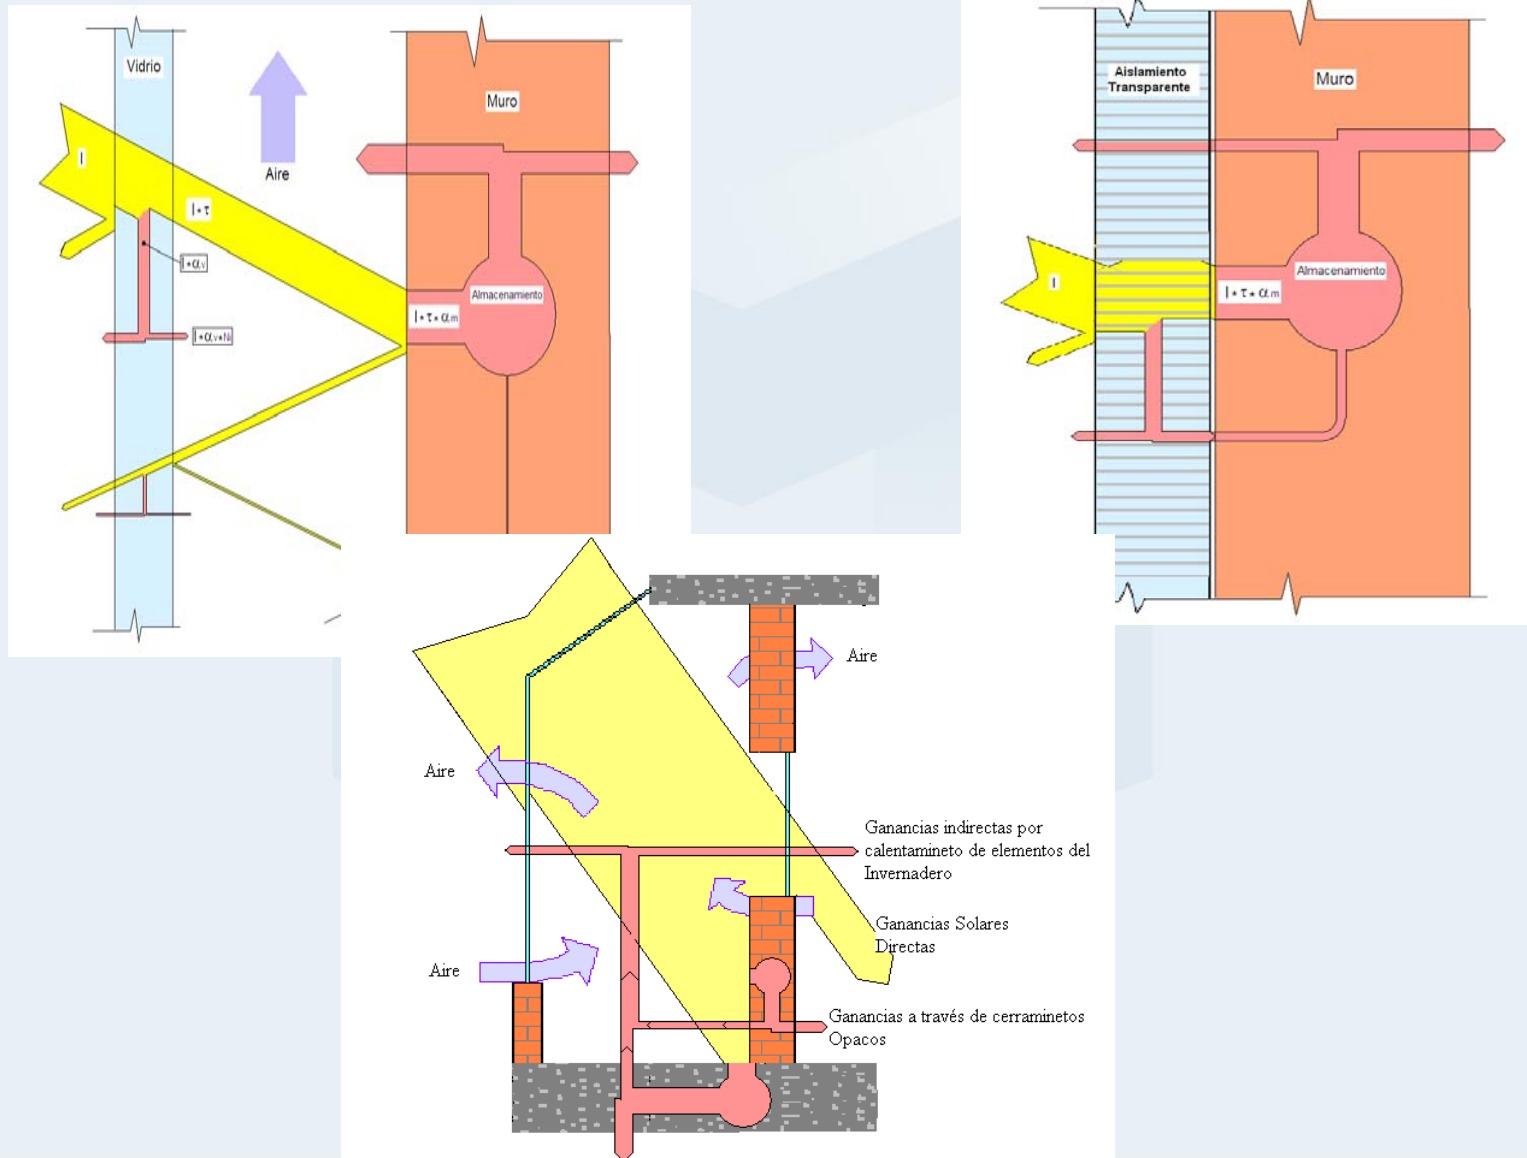 Vidrio
Muro
Aire
I
I*τ
I*αv
Almacenamiento
I*τ*αm
I*αv*Ni
Aislamiento
Transparente
Muro
I
Almacenamiento
I*τ*αm
Aire
Aire
Ganancias indirectas por
calentamineto de elementos del
Invernadero
Ganancias Solares
Directas
Aire
Ganancias a través de cerraminetos
Opacos